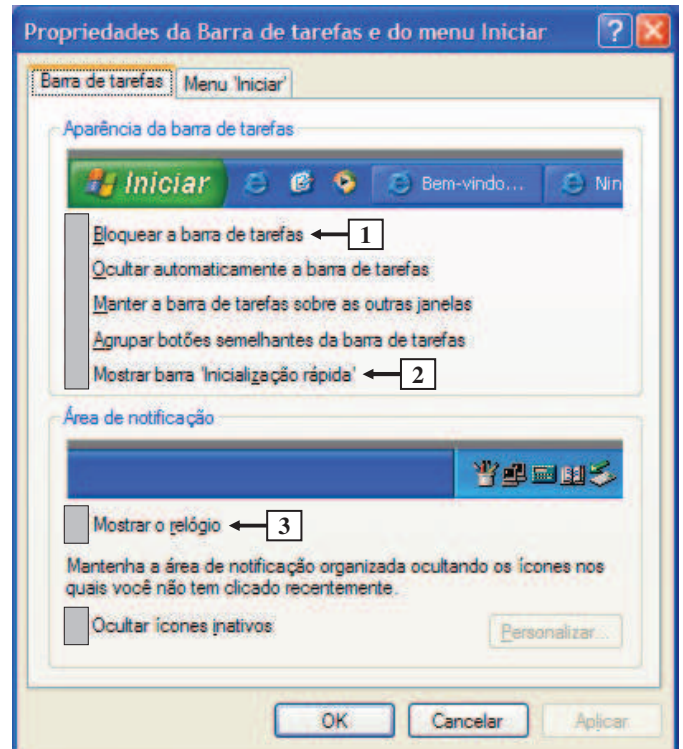 Propriedades da Barra de tarefas e do menu Iniciar
Barra de tarefas Menu 'Iniciar'
Aparência da barra de tarefas
Iniciar Bem-vindo... Nin
Bloquear a barra de tarefas 1
Ocultar automaticamente a barra de tarefas
Manter a barra de tarefas sobre as outras janelas
Agrupar botões semelhantes da barra de tarefas
Mostrar barra 'Inicialização rápida' 2
Área de notificação
Mostrar o relógio 3
Mantenha a área de notificação organizada ocultando os ícones nos
quais você não tem clicado recentemente.
Ocultar ícones inativos
Personalizar...
OK Cancelar Aplicar